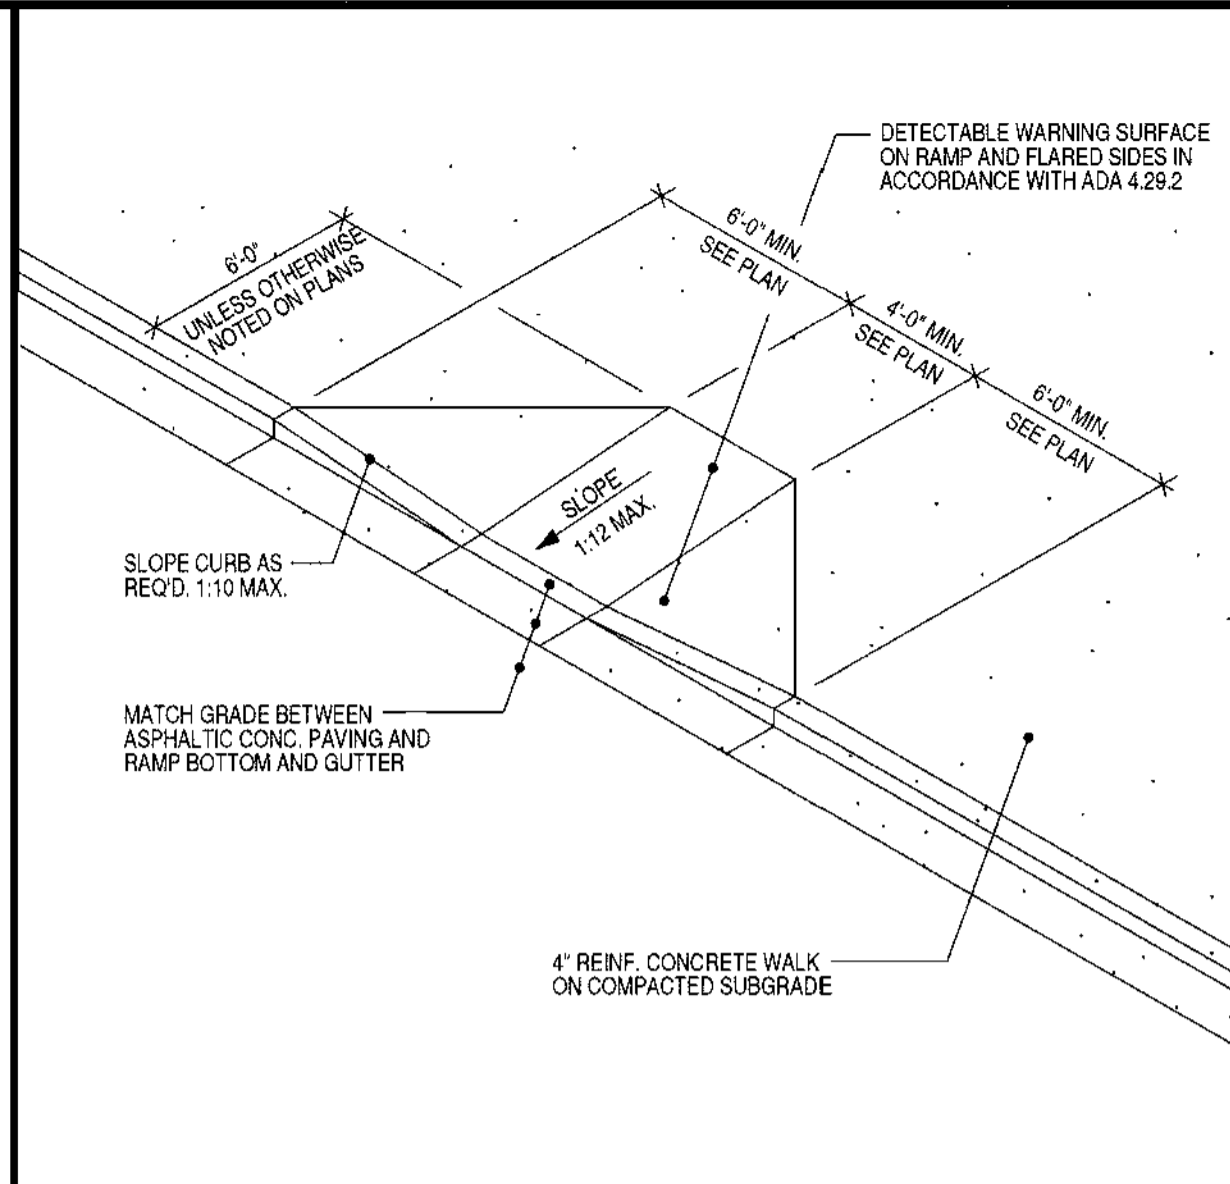 DETECTABLE WARNING SURFACE
ON RAMP AND FLARED SIDES IN
ACCORDANCE WITH ADA 4.29.2
6'-0"
UNLESS OTHERWISE
NOTED ON PLANS
6'-0" MIN.
SEE PLAN
4'-0" MIN.
SEE PLAN
6'-0" MIN.
SEE PLAN
SLOPE
1:12 MAX.
SLOPE CURB AS
REQ'D. 1:10 MAX.
MATCH GRADE BETWEEN
ASPHALTIC CONC. PAVING AND
RAMP BOTTOM AND GUTTER
4" REINF. CONCRETE WALK
ON COMPACTED SUBGRADE